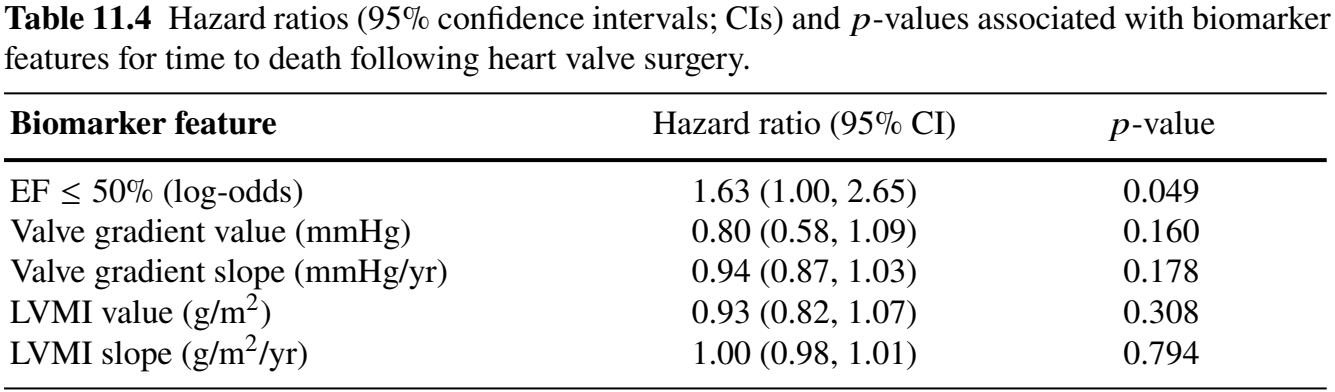 Table 11.4 Hazard ratios (95% confidence intervals; CIs) and p-values associated with biomarker
features for time to death following heart valve surgery.
Biomarker feature Hazard ratio (95% CI) p-value
EF ≤ 50% (log-odds) 1.63 (1.00, 2.65) 0.049
Valve gradient value (mmHg) 0.80 (0.58, 1.09) 0.160
Valve gradient slope (mmHg/yr) 0.94 (0.87, 1.03) 0.178
LVMI value (g/m²) 0.93 (0.82, 1.07) 0.308
LVMI slope (g/m²/yr) 1.00 (0.98, 1.01) 0.794